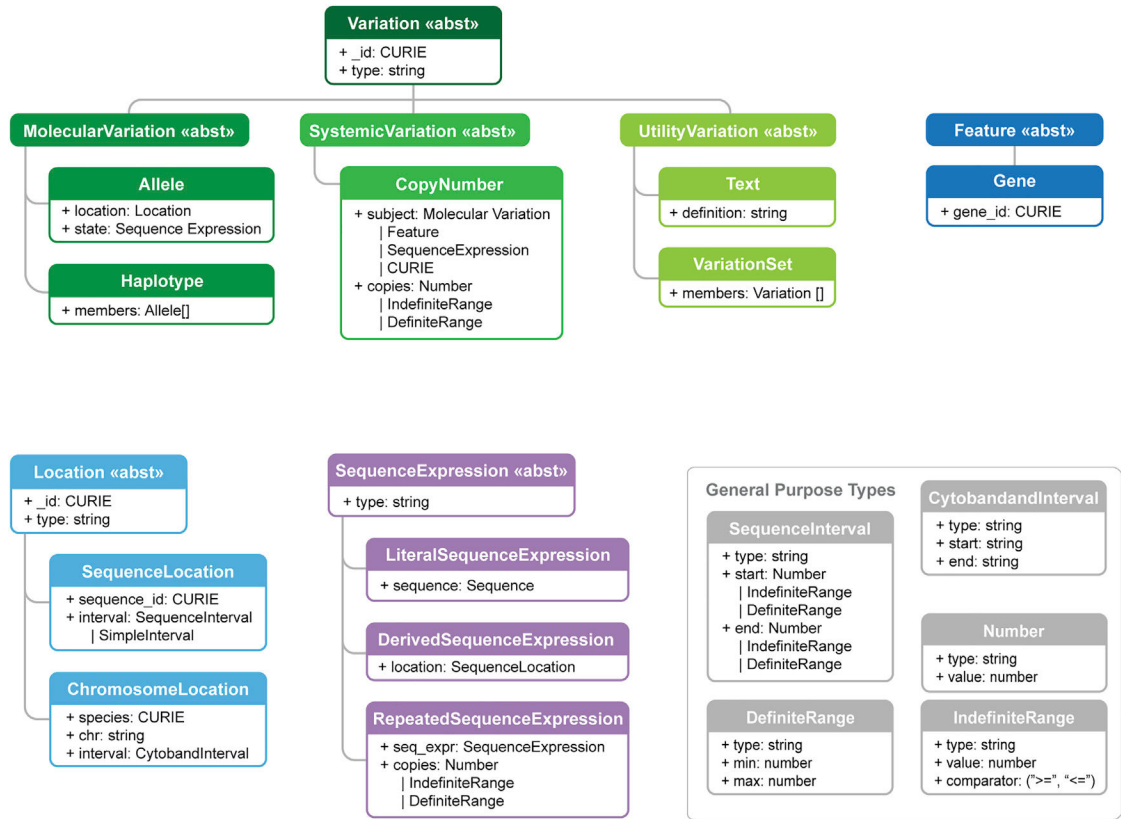 Variation «abst»
+ _id: CURIE
+ type: string
MolecularVariation «abst»
Allele
+ location: Location
+ state: Sequence Expression
Haplotype
+ members: Allele[]
SystemicVariation «abst»
CopyNumber
+ subject: Molecular Variation
| Feature
| SequenceExpression
| CURIE
+ copies: Number
| IndefiniteRange
| DefiniteRange
UtilityVariation «abst»
Text
+ definition: string
VariationSet
+ members: Variation []
Feature «abst»
Gene
+ gene_id: CURIE
Location «abst»
+ _id: CURIE
+ type: string
SequenceLocation
+ sequence_id: CURIE
+ interval: SequenceInterval
| SimpleInterval
ChromosomeLocation
+ species: CURIE
+ chr: string
+ interval: CytobandInterval
SequenceExpression «abst»
+ type: string
LiteralSequenceExpression
+ sequence: Sequence
DerivedSequenceExpression
+ location: SequenceLocation
RepeatedSequenceExpression
+ seq_expr: SequenceExpression
+ copies: Number
| IndefiniteRange
| DefiniteRange
General Purpose Types
SequenceInterval
+ type: string
+ start: Number
| IndefiniteRange
| DefiniteRange
+ end: Number
| IndefiniteRange
| DefiniteRange
CytobandandInterval
+ type: string
+ start: string
+ end: string
Number
+ type: string
+ value: number
DefiniteRange
+ type: string
+ min: number
+ max: number
IndefiniteRange
+ type: string
+ value: number
+ comparator: (”>=”, “<=”)